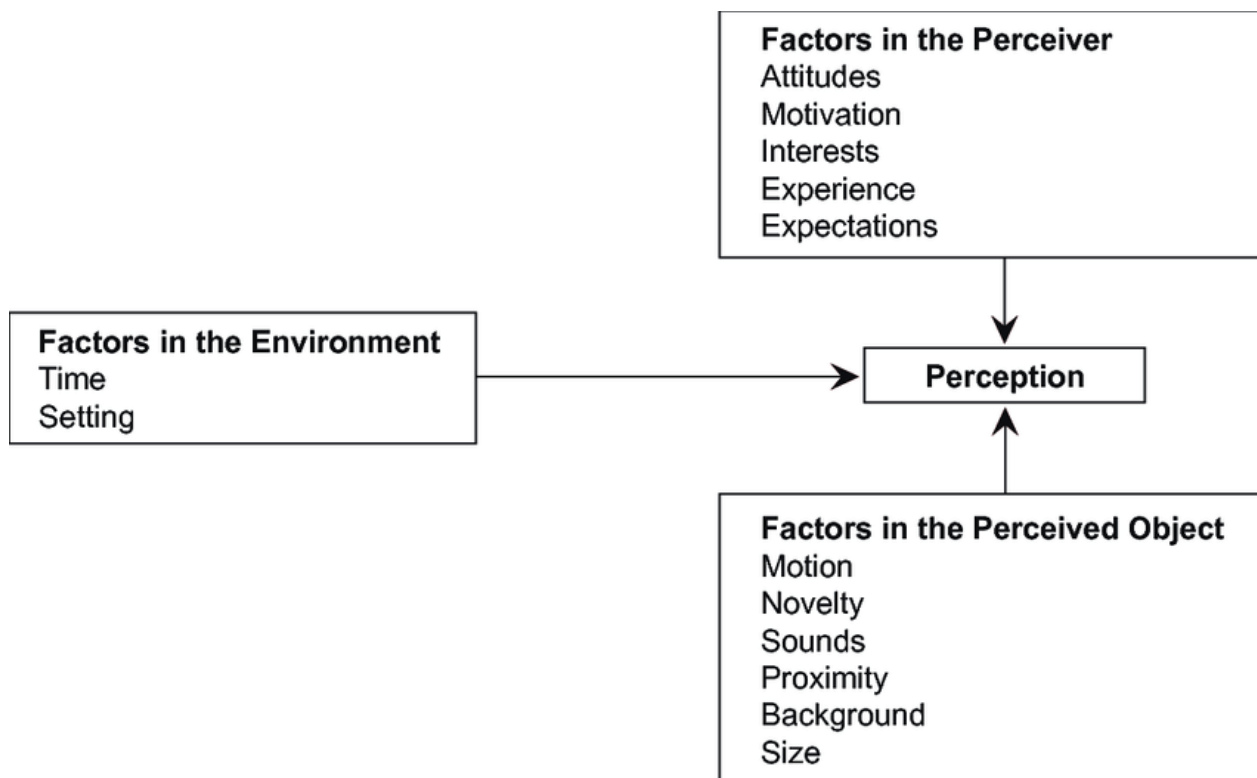 Factors in the Perceiver
Attitudes
Motivation
Interests
Experience
Expectations
Factors in the Environment
Time
Setting
Perception
Factors in the Perceived Object
Motion
Novelty
Sounds
Proximity
Background
Size